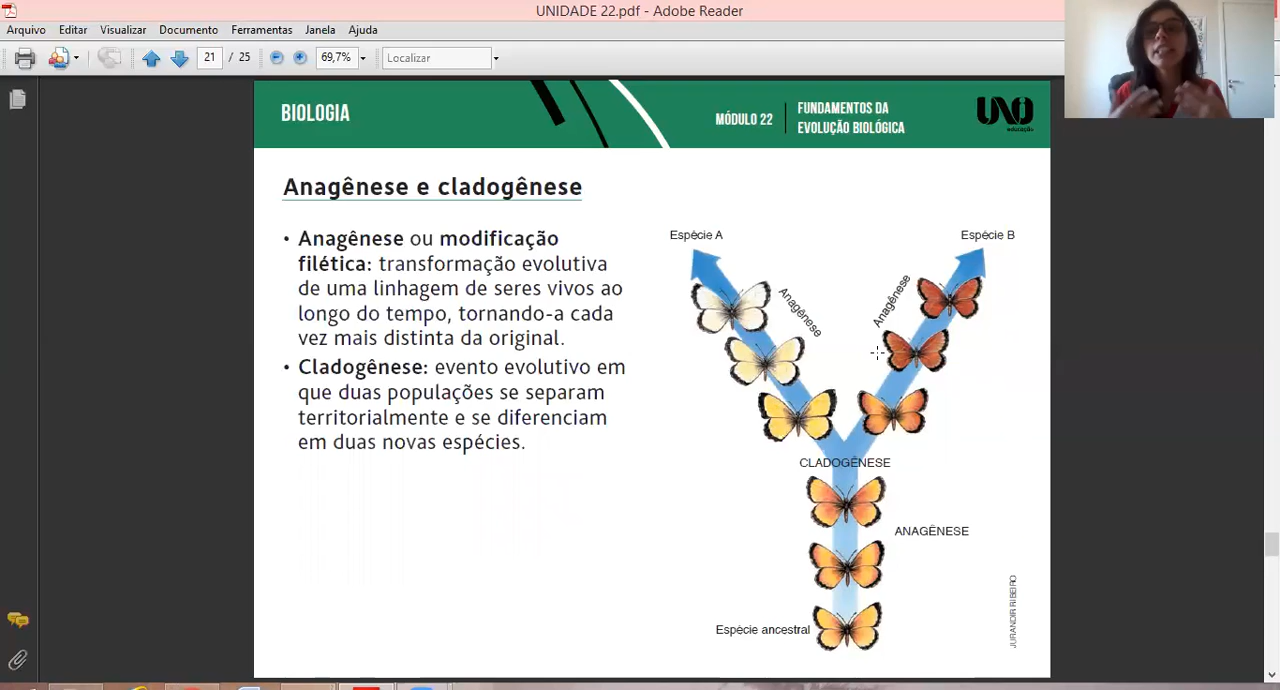 UNIDADE 22.pdf - Adobe Reader
Arquivo Editar Visualizar Documento Ferramentas Janela Ajuda
21 / 25 69,7% Localizar
BIOLOGIA
MÓDULO 22
FUNDAMENTOS DA
EVOLUÇÃO BIOLÓGICA
UNOi
educação
Anagênese e cladogênese
• Anagênese ou modificação
filética: transformação evolutiva
de uma linhagem de seres vivos ao
longo do tempo, tornando-a cada
vez mais distinta da original.
• Cladogênese: evento evolutivo em
que duas populações se separam
territorialmente e se diferenciam
em duas novas espécies.
Espécie A
Espécie B
Anagênese
Anagênese
CLADOGÊNESE
ANAGÊNESE
Espécie ancestral
JURANDIR RIBEIRO